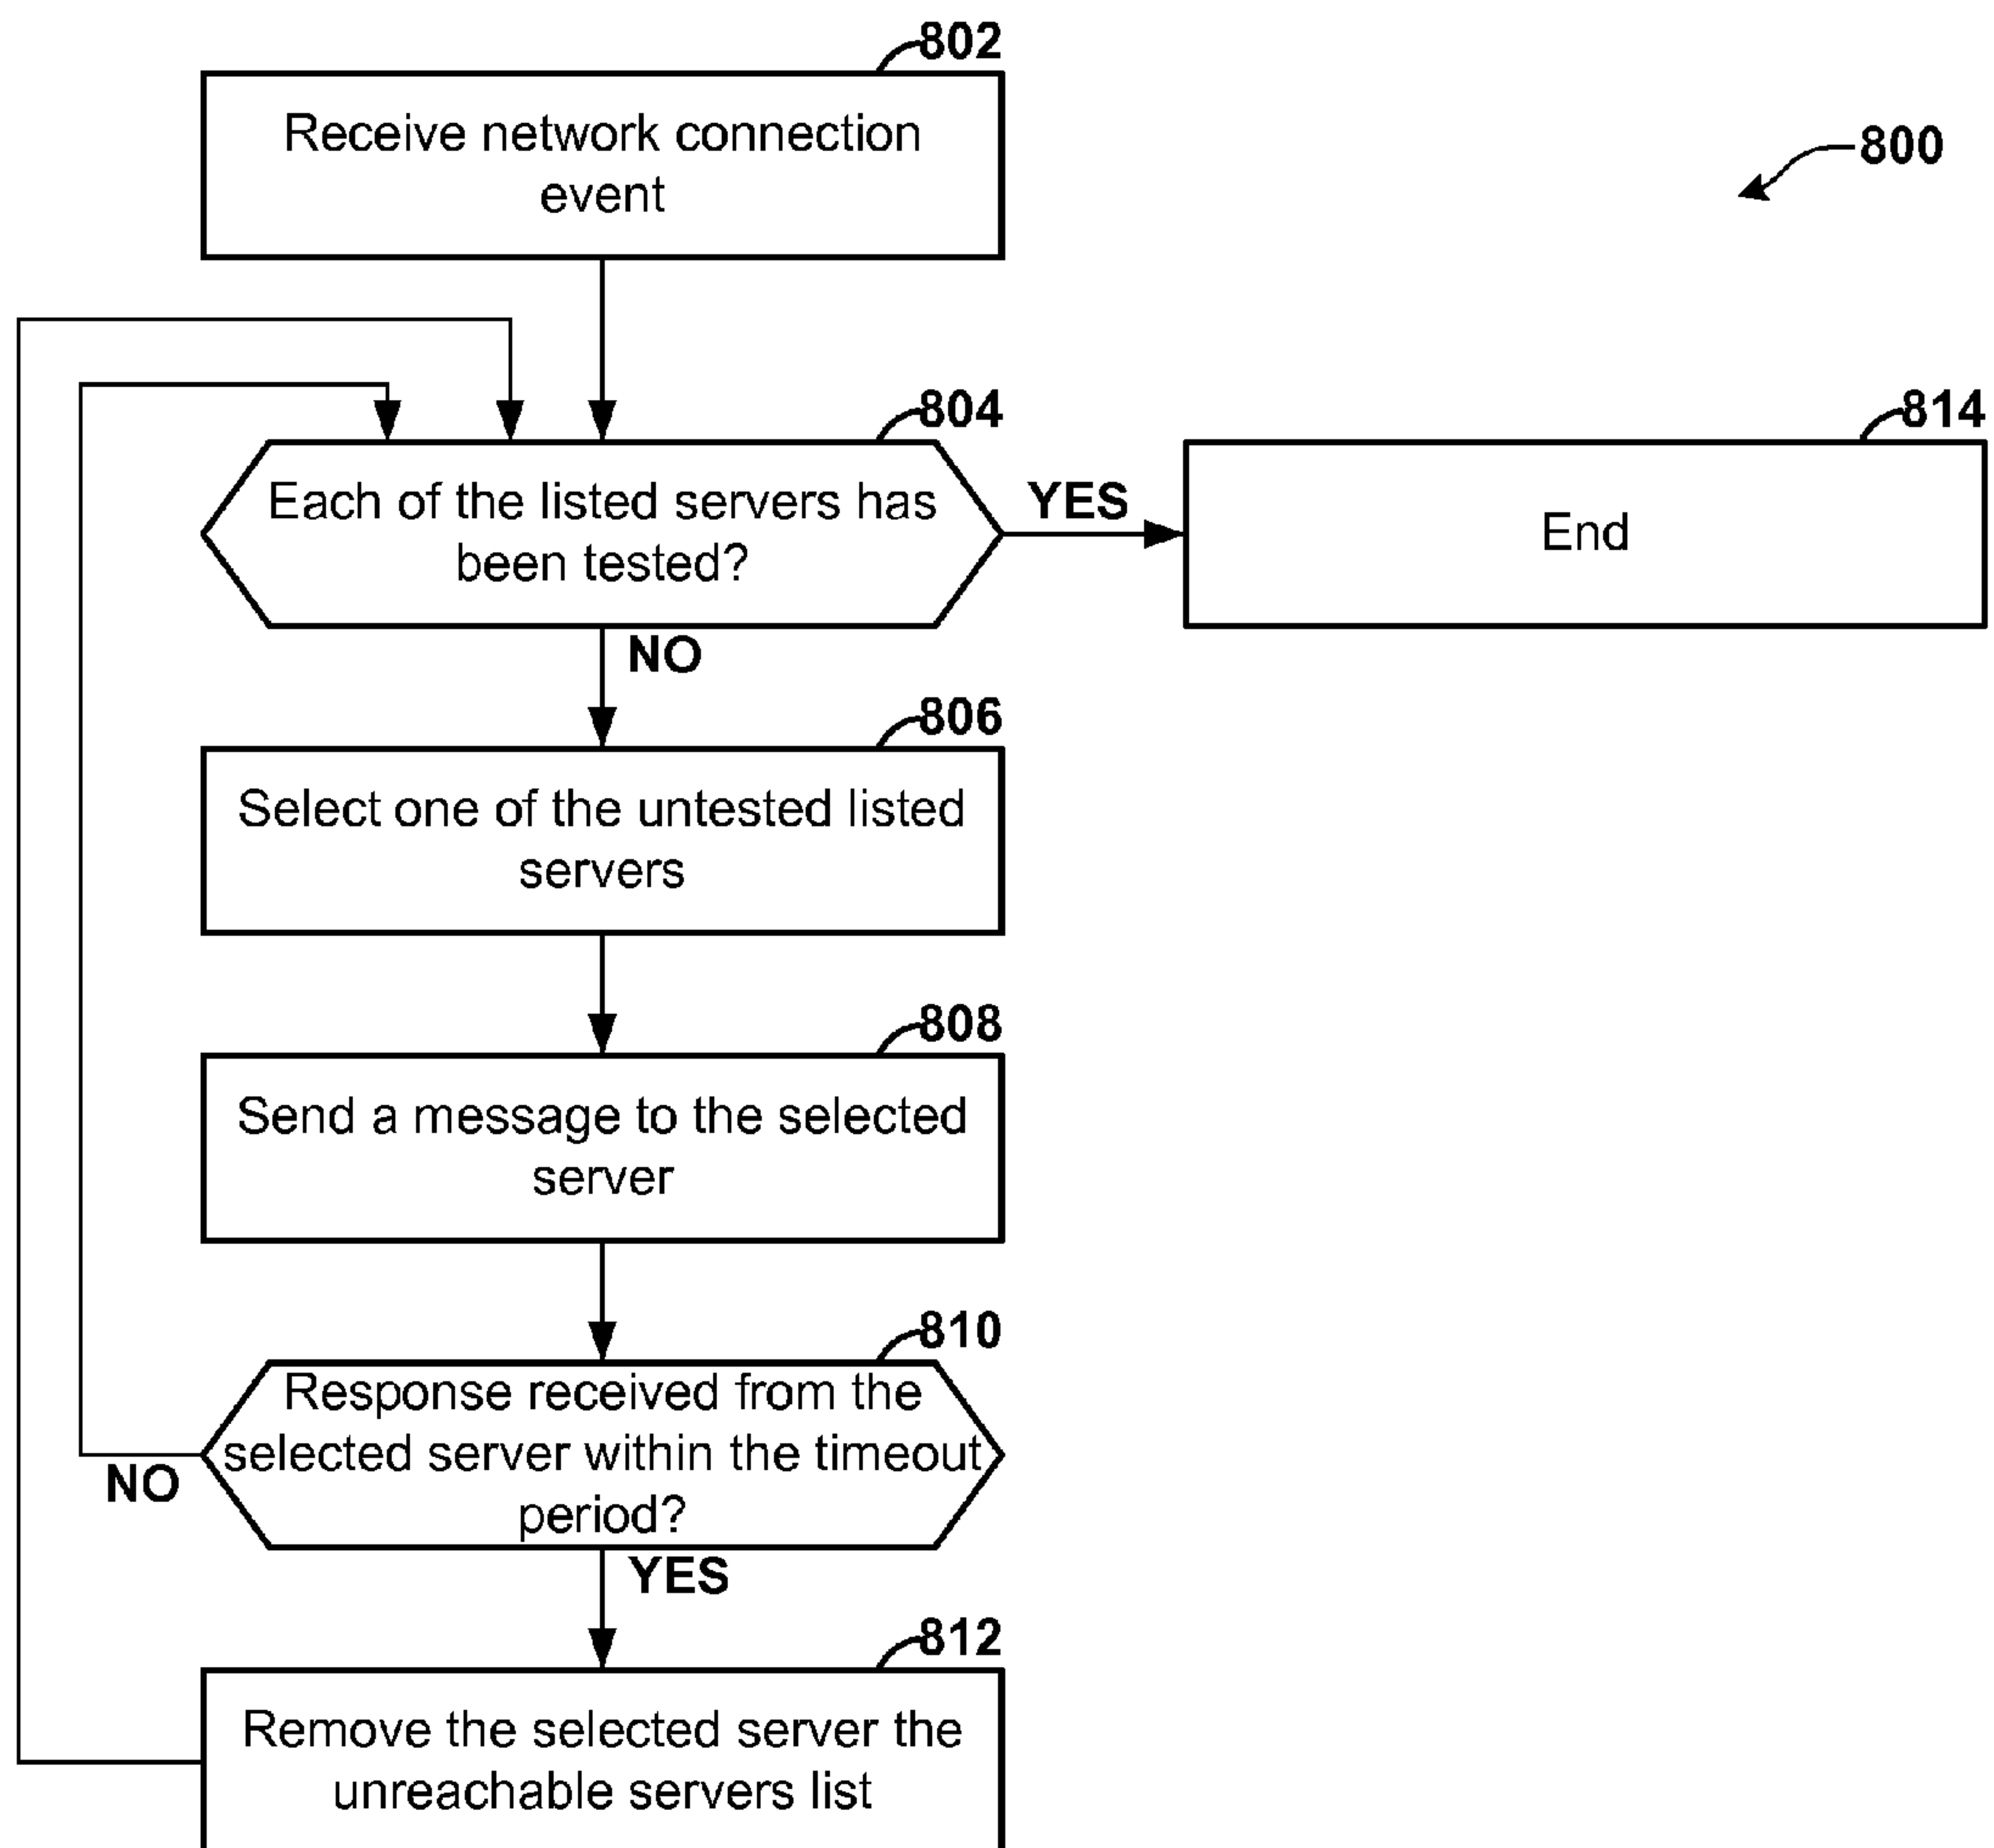 802
Receive network connection
event
800
804
Each of the listed servers has
been tested?
YES
814
End
NO
806
Select one of the untested listed
servers
808
Send a message to the selected
server
810
Response received from the
selected server within the timeout
period?
NO
YES
812
Remove the selected server the
unreachable servers list